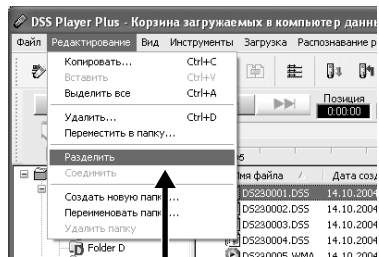 DSS Player Plus - Корзина загружаемых в компьютер данны
Файл Редактирование Вид Инструменты Загрузка Распознавание р
Копировать... Ctrl+C
Вставить Ctrl+V
Выделить все Ctrl+A
Позиция
0:00:00
Удалить... Ctrl+D
Переместить в папку...
Разделить
Соединить
Имя файла Дата созд
Создать новую папк ...
Переименовать папк ...
Удалить папку
Folder D
DS230001.DSS 14.10.2004
DS230002.DSS 14.10.2004
DS230003.DSS 14.10.2004
DS230004.DSS 14.10.2004
DS230005.WMA 14.10.2004